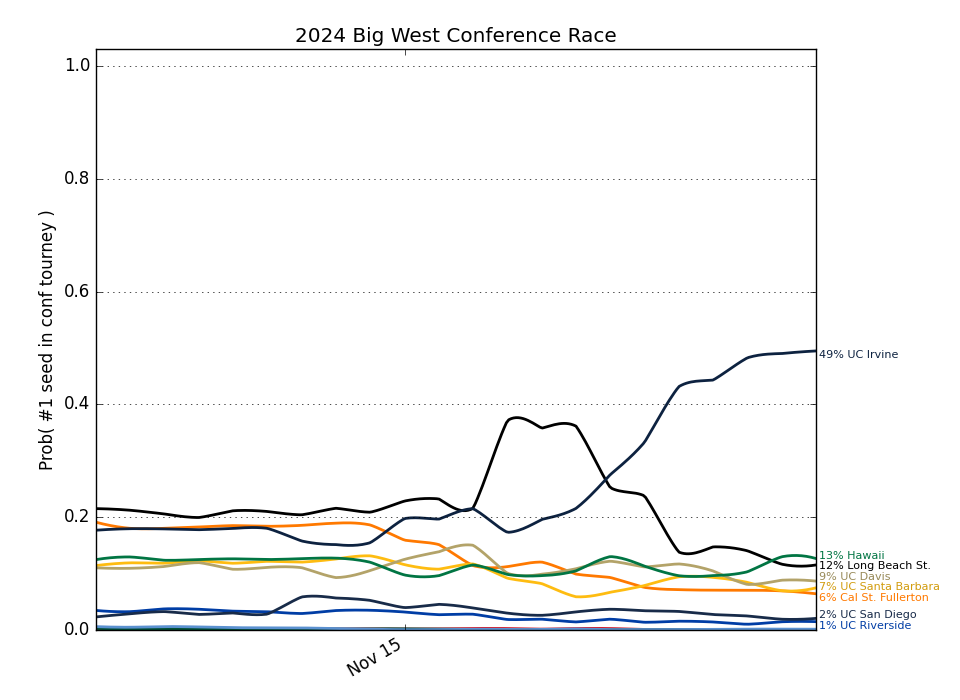 2024 Big West Conference Race
Prob( #1 seed in conf tourney )
1.0
0.8
0.6
0.4
0.2
0.0
Nov 15
49% UC Irvine
13% Hawaii
12% Long Beach St.
9% UC Davis
7% UC Santa Barbara
6% Cal St. Fullerton
2% UC San Diego
1% UC Riverside